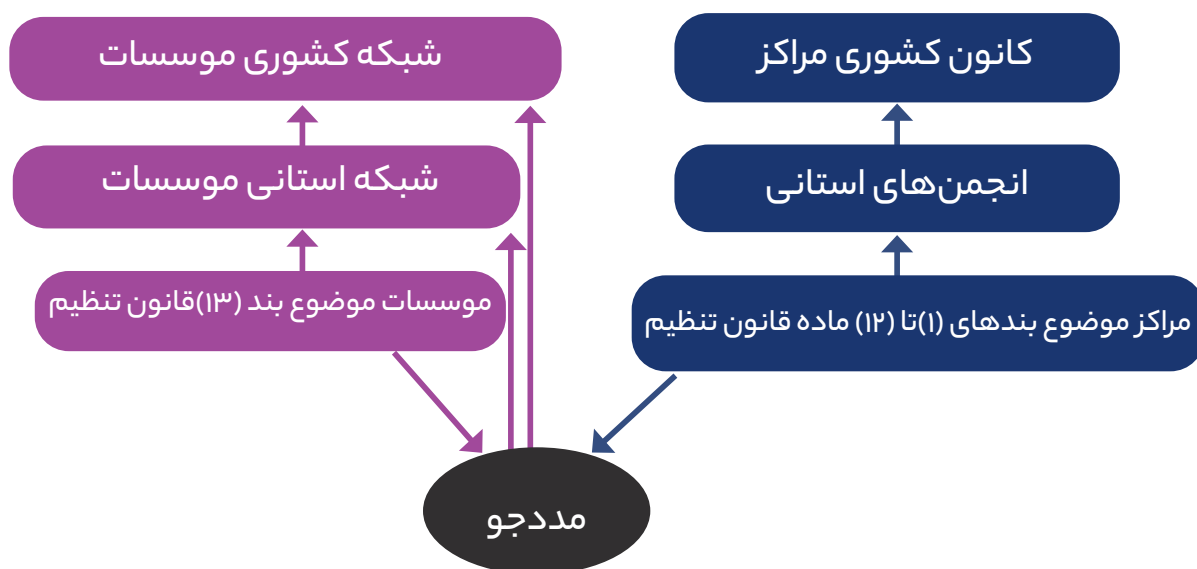 کانون کشوری مراکز
شبکه کشوری موسسات
انجمن‌های استانی
شبکه استانی موسسات
مراکز موضوع بندهای (۱)تا (۱۲) ماده قانون تنظیم
موسسات موضوع بند (۱۳)قانون تنظیم
مددجو